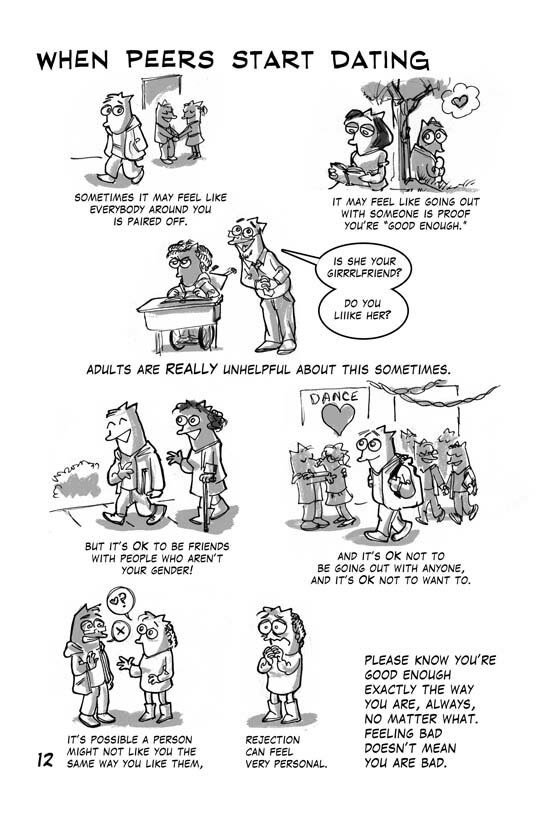 WHEN PEERS START DATING
SOMETIMES IT MAY FEEL LIKE
EVERYBODY AROUND YOU
IS PAIRED OFF.
IT MAY FEEL LIKE GOING OUT
WITH SOMEONE IS PROOF
YOU'RE "GOOD ENOUGH."
IS SHE YOUR
GIRRRLFRIEND?
DO YOU
LIIIKE HER?
ADULTS ARE REALLY UNHELPFUL ABOUT THIS SOMETIMES.
BUT IT'S OK TO BE FRIENDS
WITH PEOPLE WHO AREN'T
YOUR GENDER!
DANCE
AND IT'S OK NOT TO
BE GOING OUT WITH ANYONE,
AND IT'S OK NOT TO WANT TO.
?
IT'S POSSIBLE A PERSON
MIGHT NOT LIKE YOU THE
SAME WAY YOU LIKE THEM,
REJECTION
CAN FEEL
VERY PERSONAL.
PLEASE KNOW YOU'RE
GOOD ENOUGH
EXACTLY THE WAY
YOU ARE, ALWAYS,
NO MATTER WHAT.
FEELING BAD
DOESN'T MEAN
YOU ARE BAD.
12